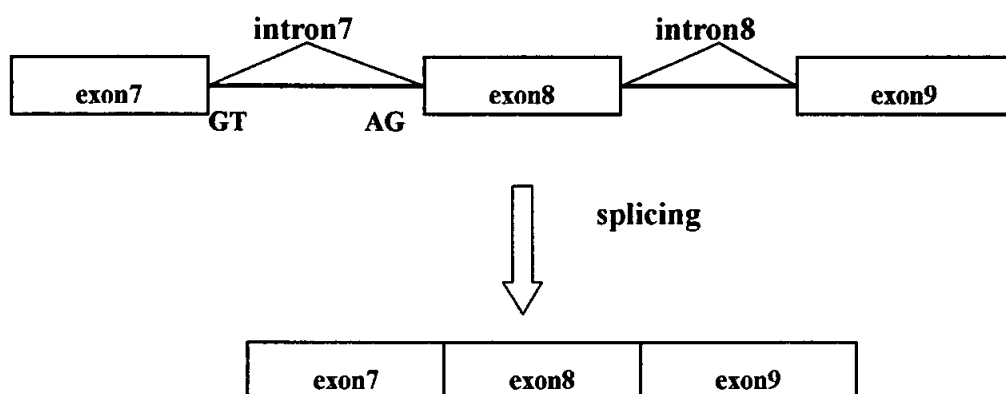 intron7 intron8
exon7 exon8 exon9
GT AG
splicing
exon7 exon8 exon9